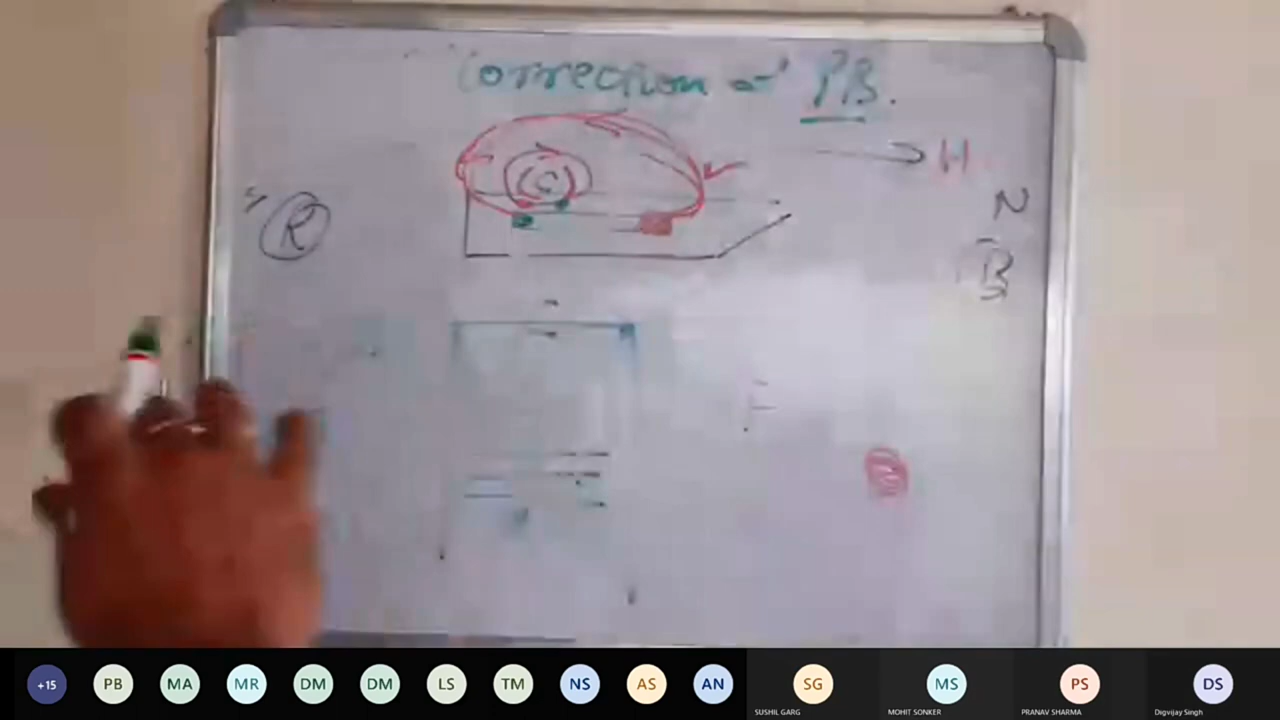 Correction of PB.
H
R
N
C
B
+15 PB MA MR DM DM LS TM NS AS AN SG MS PS DS
SUSHIL GARG MOHIT SONKER PRANAV SHARMA Digvijay Singh